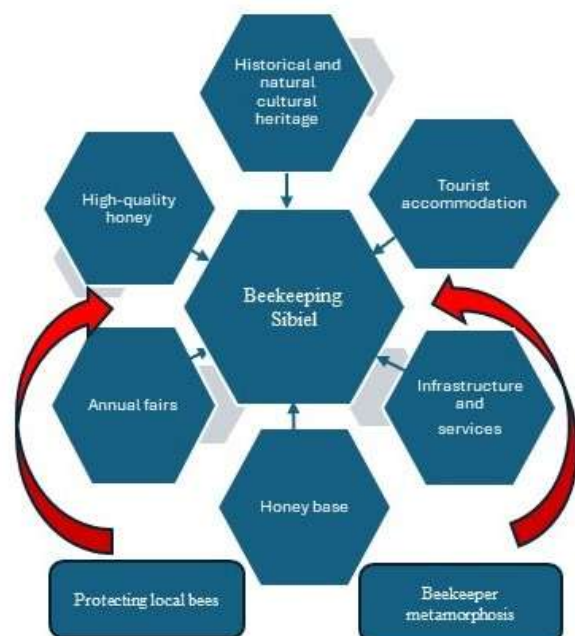 Historical and
natural
cultural
heritage
High-quality
honey
Tourist
accommodation
Beekeeping
Sibiel
Annual fairs
Infrastructure
and
services
Honey base
Protecting local bees
Beekeeper
metamorphosis